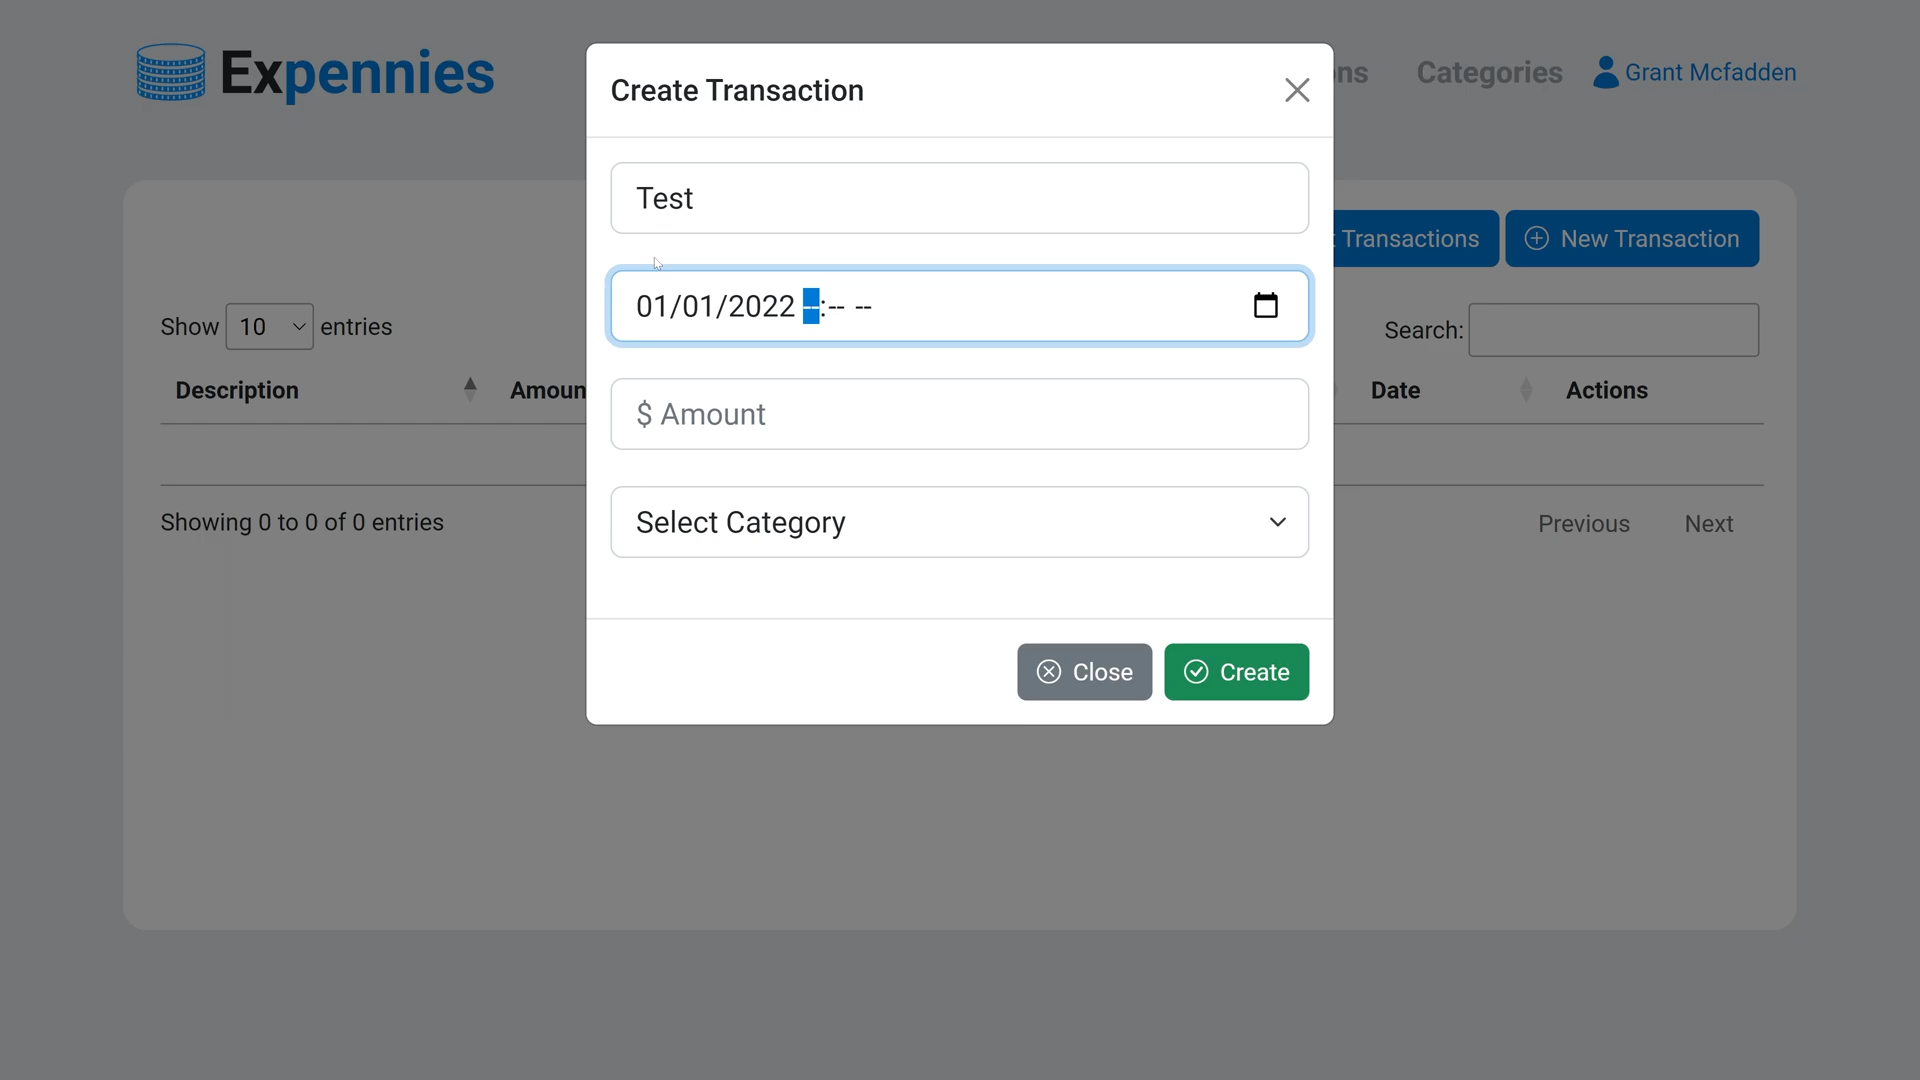 Expennies
ns
Categories
Grant Mcfadden
Create Transaction
Test
01/01/2022 --:-- --
$ Amount
Select Category
Close
Create
Transactions
New Transaction
Show 10 entries
Search:
Description
Amoun
Date
Actions
Showing 0 to 0 of 0 entries
Previous
Next